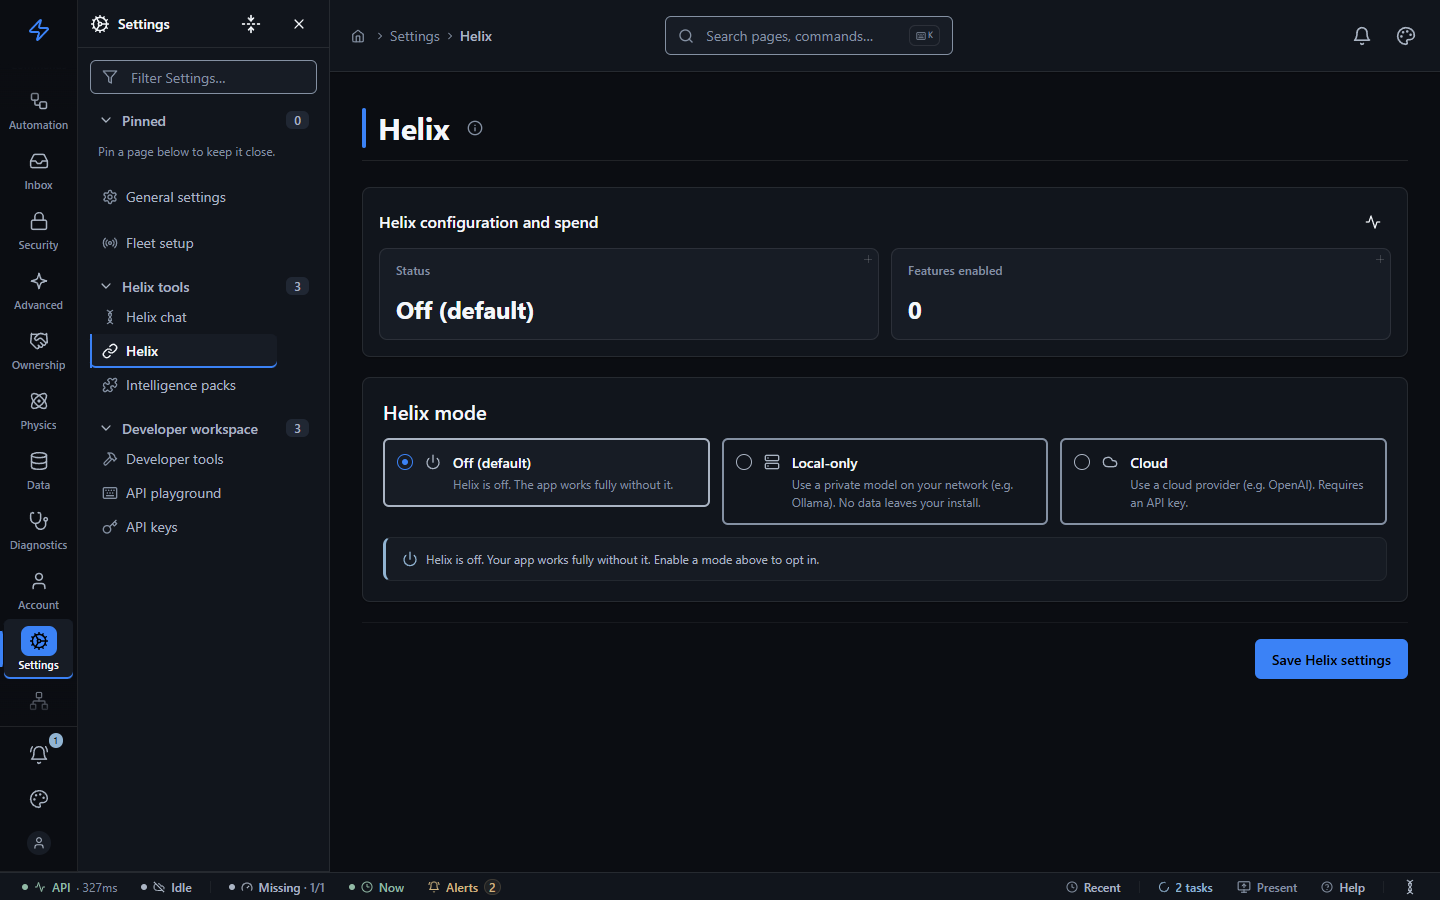 Settings
Filter Settings...
Pinned
0
Pin a page below to keep it close.
General settings
Fleet setup
Helix tools
3
Helix chat
Helix
Intelligence packs
Developer workspace
3
Developer tools
API playground
API keys
Automation
Inbox
Security
Advanced
Ownership
Physics
Data
Diagnostics
Account
Settings
1
Settings
Helix
Search pages, commands...
K
Helix
Helix configuration and spend
Status
Off (default)
Features enabled
0
Helix mode
Off (default)
Helix is off. The app works fully without it.
Local-only
Use a private model on your network (e.g.
Ollama). No data leaves your install.
Cloud
Use a cloud provider (e.g. OpenAI). Requires
an API key.
Helix is off. Your app works fully without it. Enable a mode above to opt in.
Save Helix settings
API · 327ms
Idle
Missing · 1/1
Now
Alerts 2
Recent
2 tasks
Present
Help